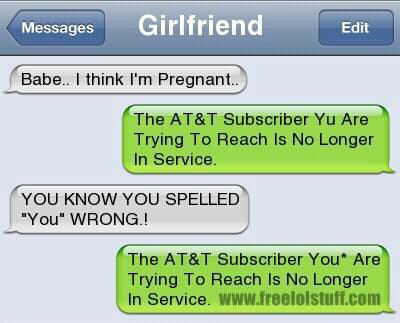 Messages
Girlfriend
Edit
Babe.. I think I'm Pregnant..
The AT&T Subscriber Yu Are
Trying To Reach Is No Longer
In Service.
YOU KNOW YOU SPELLED
"You" WRONG.!
The AT&T Subscriber You* Are
Trying To Reach Is No Longer
In Service.
www.freelolstuff.com